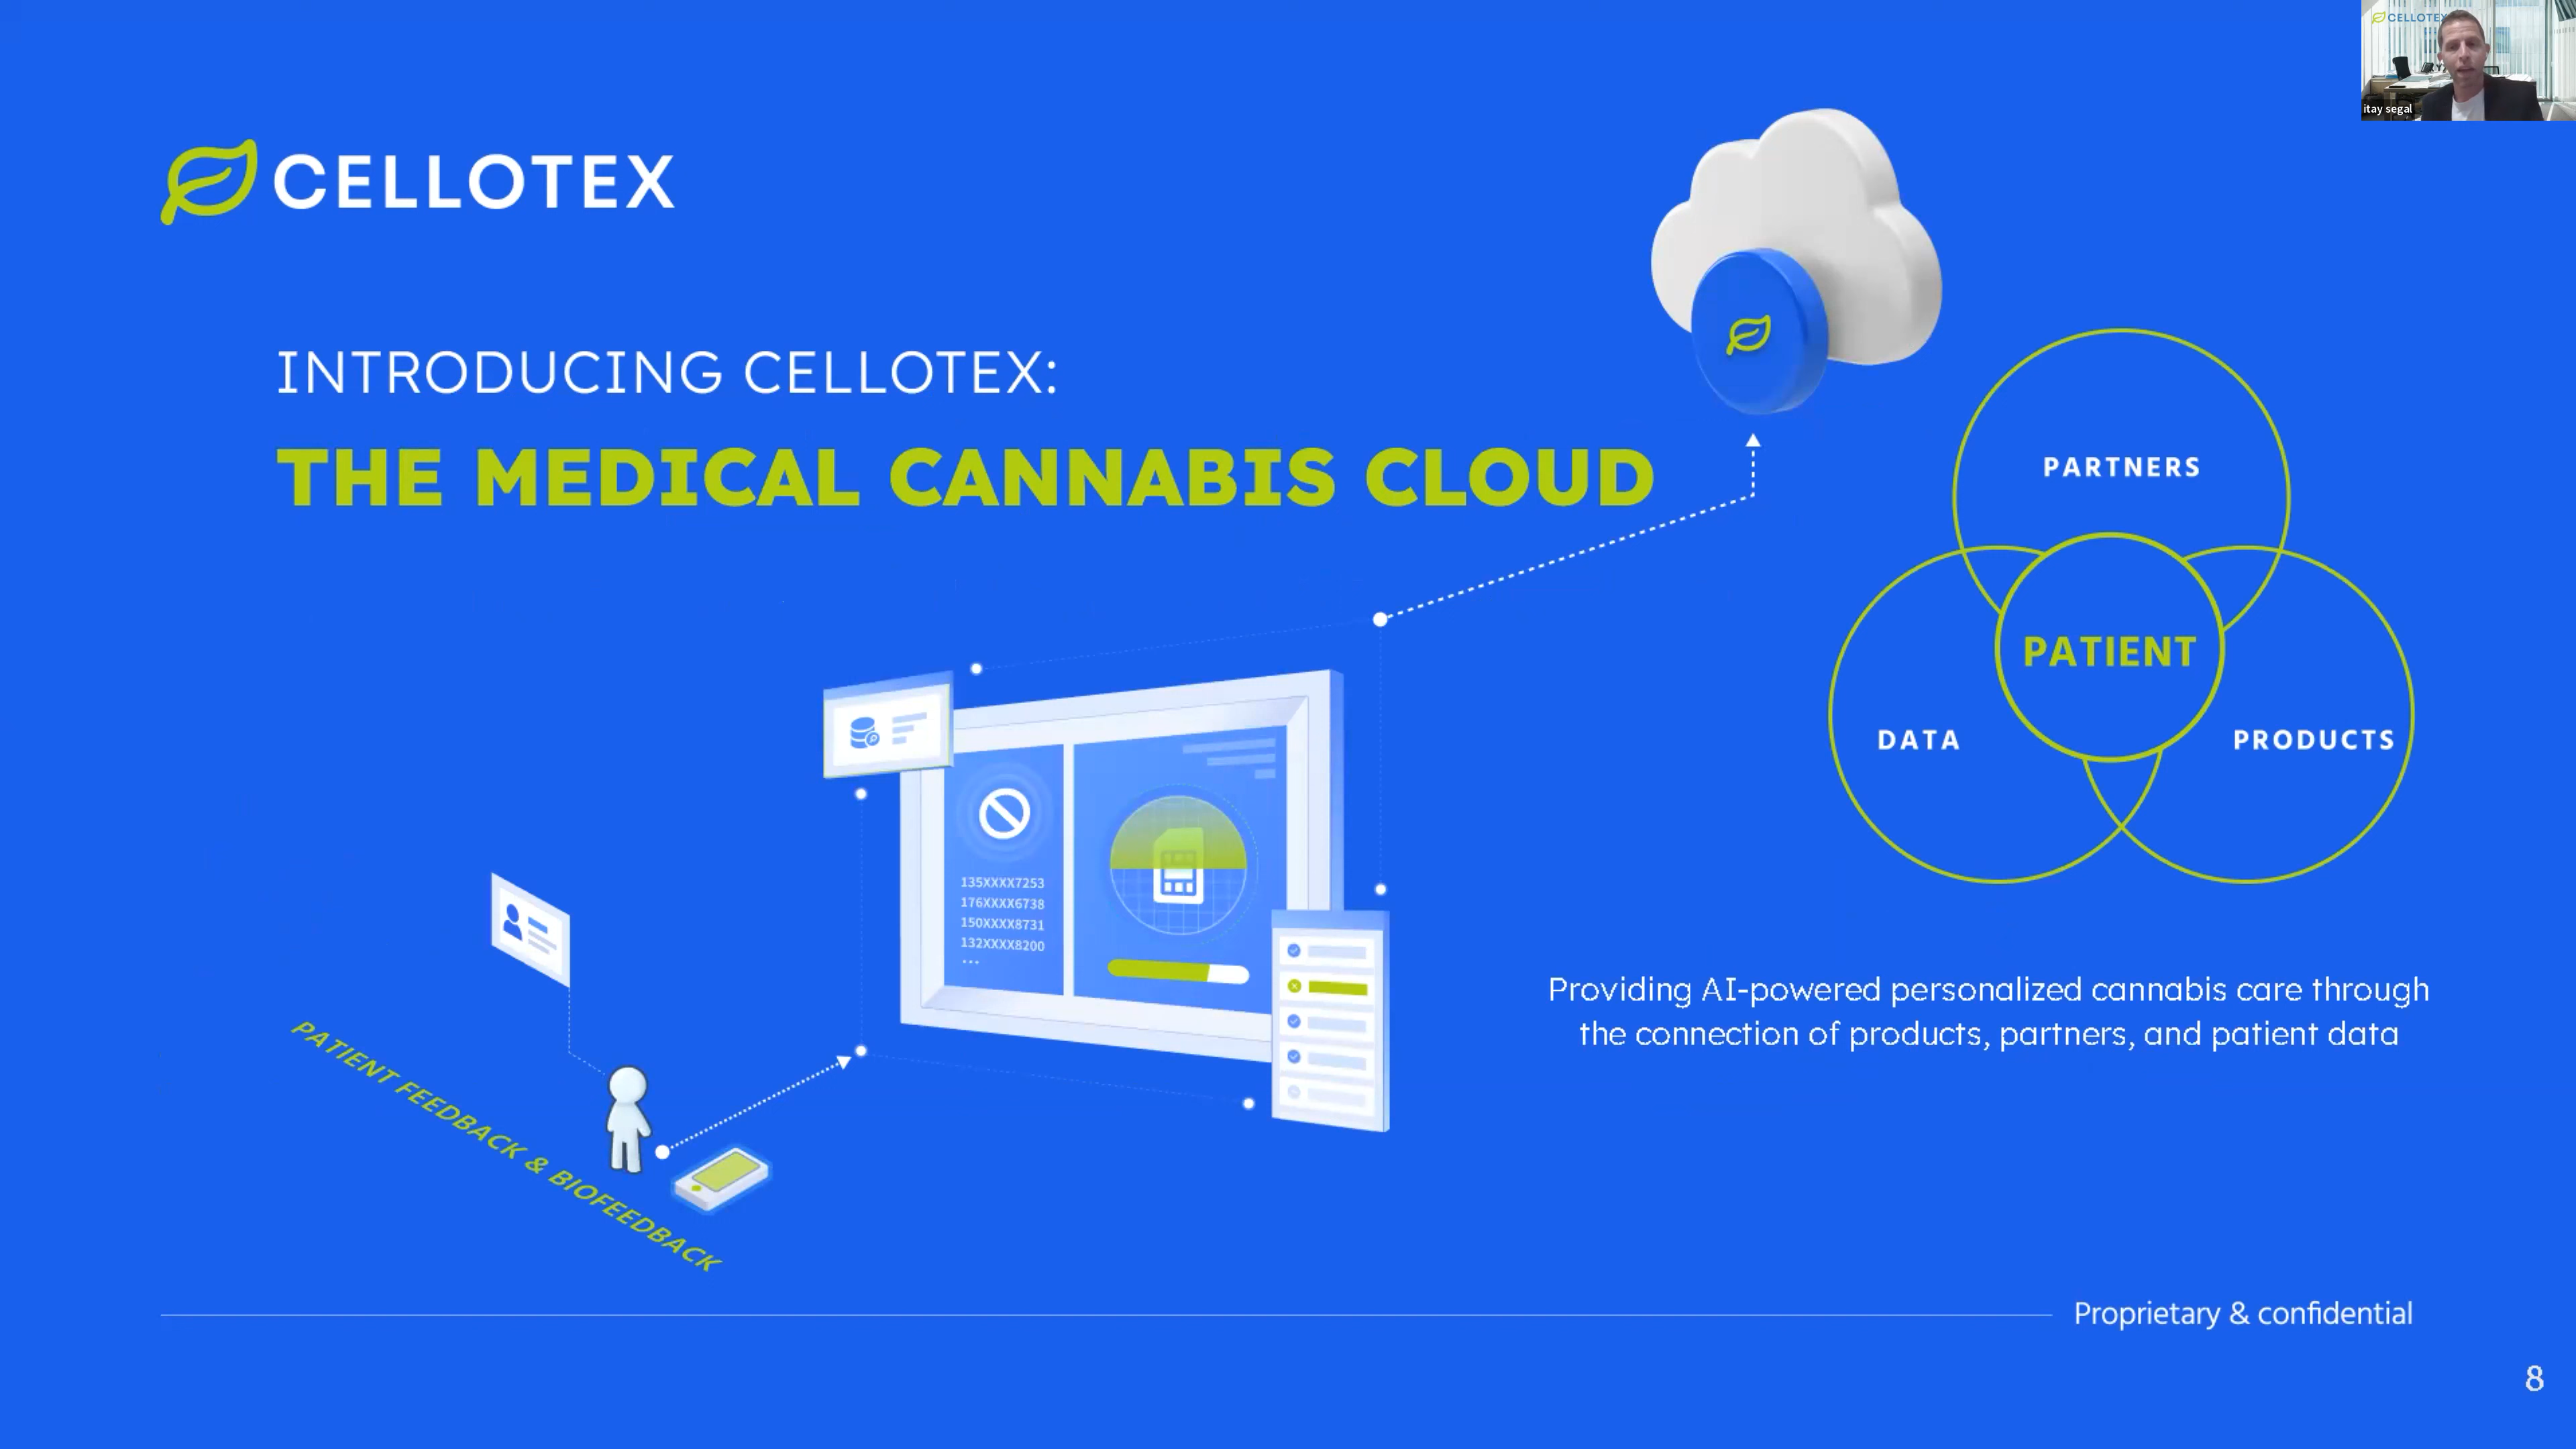 CELLOTEX
itay segal
CELLOTEX
INTRODUCING CELLOTEX:
THE MEDICAL CANNABIS CLOUD
PARTNERS
PATIENT
DATA
PRODUCTS
135XXXX7253
176XXXX6738
150XXXX8731
132XXXX8200
...
Providing AI-powered personalized cannabis care through
the connection of products, partners, and patient data
PATIENT FEEDBACK & BIOFEEDBACK
Proprietary & confidential
8